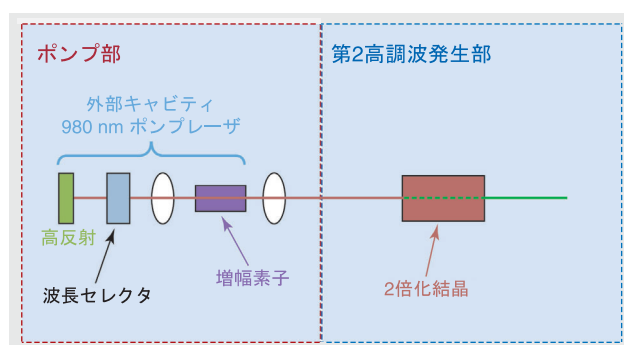 ポンプ部
第2高調波発生部
外部キャビティ
980 nm ポンプレーザ
高反射
波長セレクタ
増幅素子
2倍化結晶